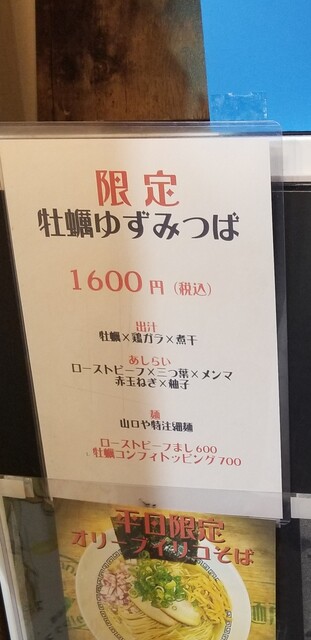 限定
牡蠣ゆずみつば
1600円（税込）
出汁
牡蠣×鶏ガラ×煮干
あしらい
ローストビーフ×三つ葉×メンマ
赤玉ねぎ×柚子
麺
山口や特注細麺
ローストビーフまし600
牡蠣コンフィトッピング700
平日限定
オリーブイリコそば